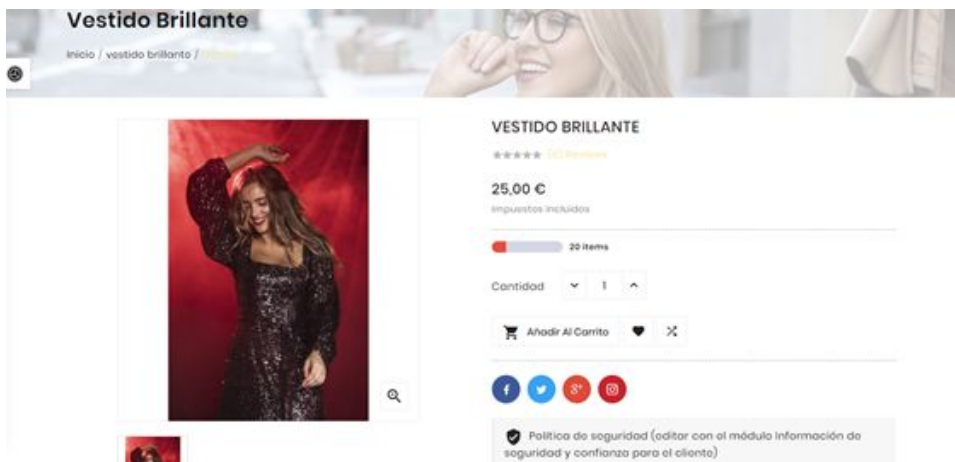 Vestido Brillante
Inicio / vestido brillante /
VESTIDO BRILLANTE
Reviews
25,00 €
Impuestos incluidos
20 items
Cantidad 1
Añadir Al Carrito
Política de seguridad (editar con el módulo Información de
seguridad y confianza para el cliente)